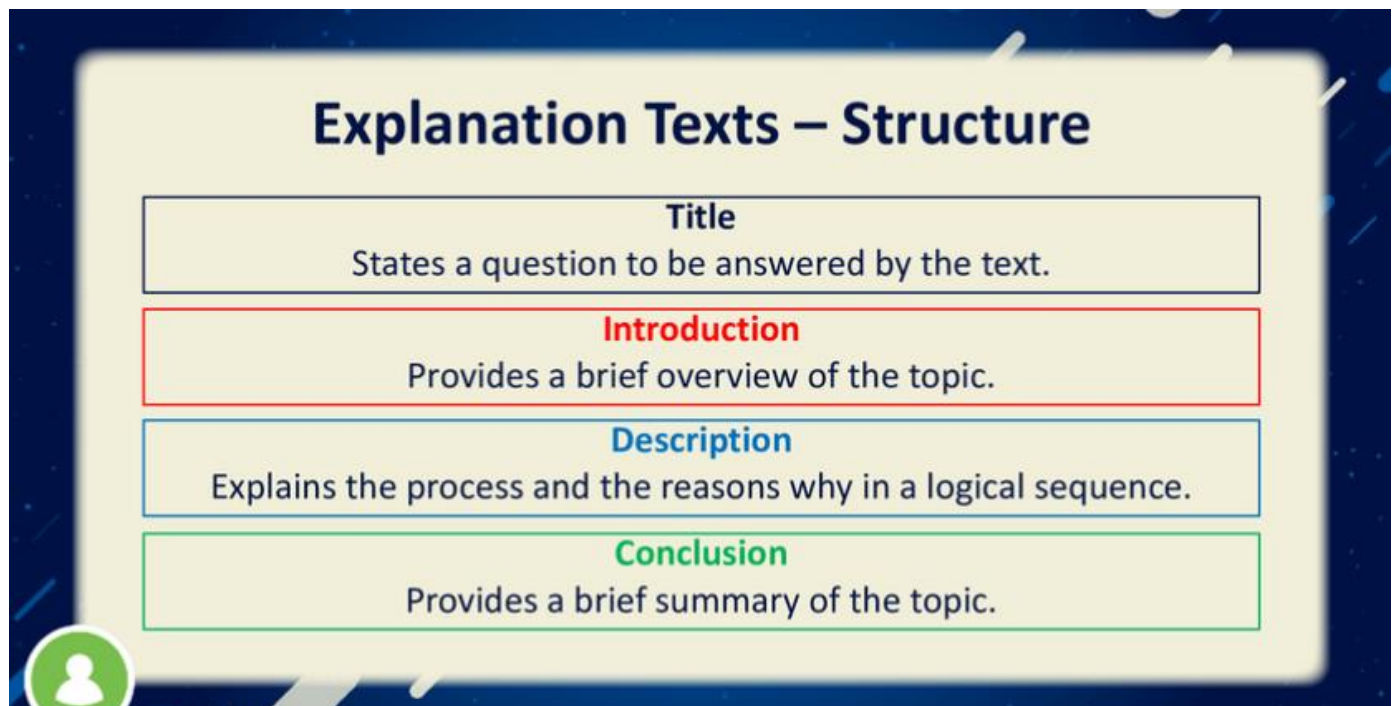 Explanation Texts – Structure
Title
States a question to be answered by the text.
Introduction
Provides a brief overview of the topic.
Description
Explains the process and the reasons why in a logical sequence.
Conclusion
Provides a brief summary of the topic.